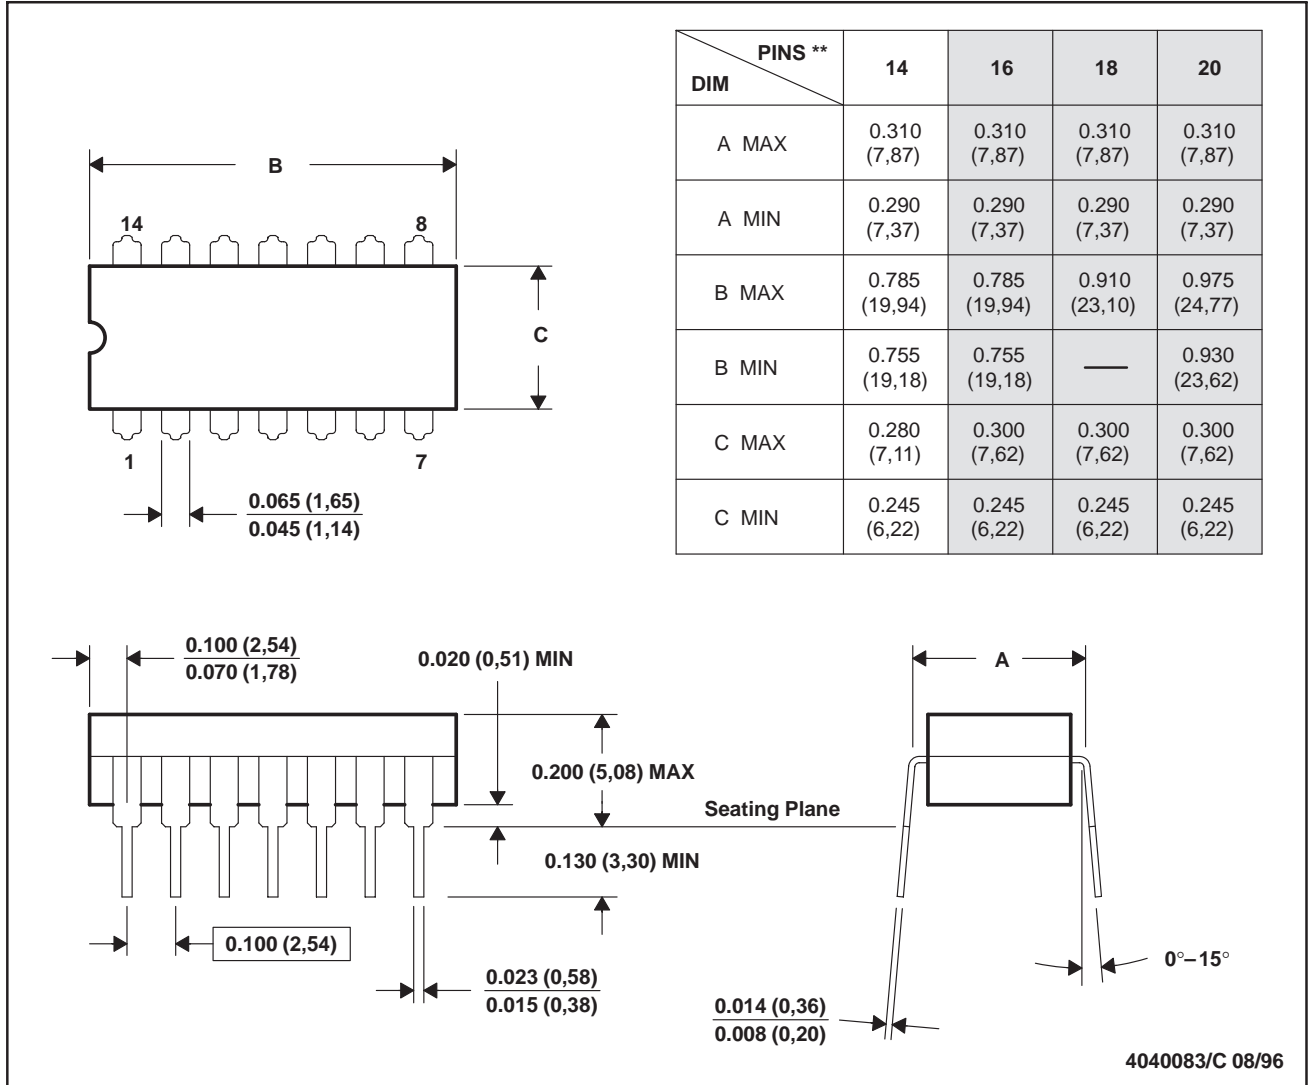 PINS **
DIM
14 16 18 20
A MAX 0.310 (7,87) 0.310 (7,87) 0.310 (7,87) 0.310 (7,87)
A MIN 0.290 (7,37) 0.290 (7,37) 0.290 (7,37) 0.290 (7,37)
B MAX 0.785 (19,94) 0.785 (19,94) 0.910 (23,10) 0.975 (24,77)
B MIN 0.755 (19,18) 0.755 (19,18) — 0.930 (23,62)
C MAX 0.280 (7,11) 0.300 (7,62) 0.300 (7,62) 0.300 (7,62)
C MIN 0.245 (6,22) 0.245 (6,22) 0.245 (6,22) 0.245 (6,22)
B
14 8
C
1 7
0.065 (1,65)
0.045 (1,14)
0.100 (2,54)
0.070 (1,78)
0.020 (0,51) MIN
A
0.200 (5,08) MAX
Seating Plane
0.130 (3,30) MIN
0.100 (2,54)
0°–15°
0.023 (0,58)
0.015 (0,38)
0.014 (0,36)
0.008 (0,20)
4040083/C 08/96